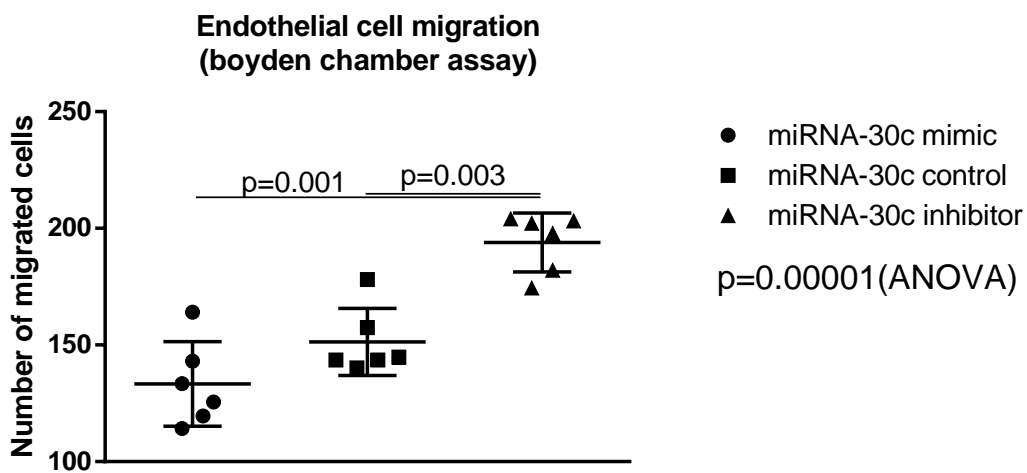 Endothelial cell migration
(boyden chamber assay)
Number of migrated cells
250
200
150
100
p=0.001
p=0.003
miRNA-30c mimic
miRNA-30c control
miRNA-30c inhibitor
p=0.00001(ANOVA)